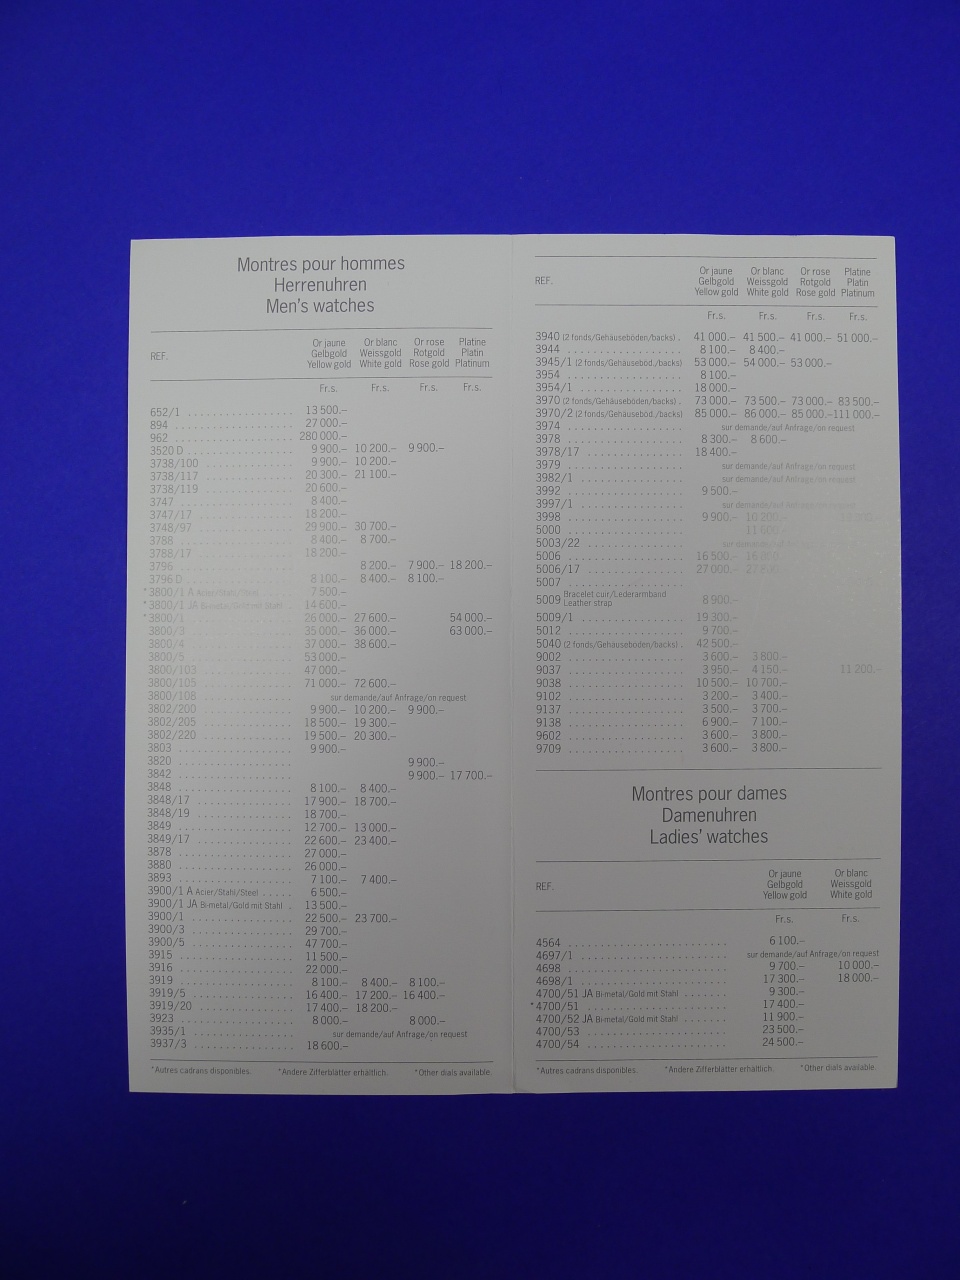 Montres pour hommes
Herrenuhren
Men's watches
REF. Or jaune Gelbgold Yellow gold Or blanc Weissgold White gold Or rose Rotgold Rose gold Platine Platin Platinum
Fr.s. Fr.s. Fr.s. Fr.s.
652/1 13 500.–
894 27 000.–
962 280 000.–
3520 D 9 900.– 10 200.– 9 900.–
3738/100 9 900.– 10 200.–
3738/117 20 300.– 21 100.–
3738/119 20 600.–
3747 8 400.–
3747/17 18 200.–
3748/97 29 900.– 30 700.–
3788 8 400.– 8 700.–
3788/17 18 200.–
3796 8 200.– 7 900.– 18 200.–
3796 D 8 100.– 8 400.– 8 100.–
*3800/1 A Acier/Stahl/Steel 7 500.–
*3800/1 JA Bi-metal/Gold mit Stahl 14 600.–
*3800/1 26 000.– 27 600.– 54 000.–
3800/3 35 000.– 36 000.– 63 000.–
3800/4 37 000.– 38 600.–
3800/5 53 000.–
3800/103 47 000.–
3800/105 71 000.– 72 600.–
3800/108 sur demande/auf Anfrage/on request
3802/200 9 900.– 10 200.– 9 900.–
3802/205 18 500.– 19 300.–
3802/220 19 500.– 20 300.–
3803 9 900.–
3820 9 900.–
3842 9 900.– 17 700.–
3848 8 100.– 8 400.–
3848/17 17 900.– 18 700.–
3848/19 18 700.–
3849 12 700.– 13 000.–
3849/17 22 600.– 23 400.–
3878 27 000.–
3880 26 000.–
3893 7 100.– 7 400.–
3900/1 A Acier/Stahl/Steel 6 500.–
3900/1 JA Bi-metal/Gold mit Stahl 13 500.–
3900/1 22 500.– 23 700.–
3900/3 29 700.–
3900/5 47 700.–
3915 11 500.–
3916 22 000.–
3919 8 100.– 8 400.– 8 100.–
3919/5 16 400.– 17 200.– 16 400.–
3919/20 17 400.– 18 200.–
3923 8 000.– 8 000.–
3935/1 sur demande/auf Anfrage/on request
3937/3 18 600.–
*Autres cadrans disponibles. *Andere Zifferblätter erhältlich. *Other dials available.
REF. Or jaune Gelbgold Yellow gold Or blanc Weissgold White gold Or rose Rotgold Rose gold Platine Platin Platinum
Fr.s. Fr.s. Fr.s. Fr.s.
3940 (2 fonds/Gehäuseböden/backs) 41 000.– 41 500.– 41 000.– 51 000.–
3944 8 100.– 8 400.–
3945/1 (2 fonds/Gehäuseböd./backs) 53 000.– 54 000.– 53 000.–
3954 8 100.–
3954/1 18 000.–
3970 (2 fonds/Gehäuseböden/backs) 73 000.– 73 500.– 73 000.– 83 500.–
3970/2 (2 fonds/Gehäuseböd./backs) 85 000.– 86 000.– 85 000.– 111 000.–
3974 sur demande/auf Anfrage/on request
3978 8 300.– 8 600.–
3978/17 18 400.–
3979 sur demande/auf Anfrage/on request
3982/1 sur demande/auf Anfrage/on request
3992 9 500.–
3997/1 sur demande/auf Anfrage/on request
3998 9 900.– 10 200.–
5000 11 600.–
5003/22 sur demande/auf Anfrage/on request
5006 16 500.–
5006/17 27 000.–
5007
5009 Bracelet cuir/Lederarmband Leather strap 8 900.–
5009/1 19 300.–
5012 9 700.–
5040 (2 fonds/Gehäuseböden/backs) 42 500.–
9002 3 600.– 3 800.–
9037 3 950.– 4 150.– 11 200.–
9038 10 500.– 10 700.–
9102 3 200.– 3 400.–
9137 3 500.– 3 700.–
9138 6 900.– 7 100.–
9602 3 600.– 3 800.–
9709 3 600.– 3 800.–
Montres pour dames
Damenuhren
Ladies' watches
REF. Or jaune Gelbgold Yellow gold Or blanc Weissgold White gold
Fr.s. Fr.s.
4564 6 100.–
4697/1 sur demande/auf Anfrage/on request
4698 9 700.– 10 000.–
4698/1 17 300.– 18 000.–
4700/51 JA Bi-metal/Gold mit Stahl 9 300.–
*4700/51 17 400.–
4700/52 JA Bi-metal/Gold mit Stahl 11 900.–
4700/53 23 500.–
4700/54 24 500.–
*Autres cadrans disponibles. *Andere Zifferblätter erhältlich. *Other dials available.